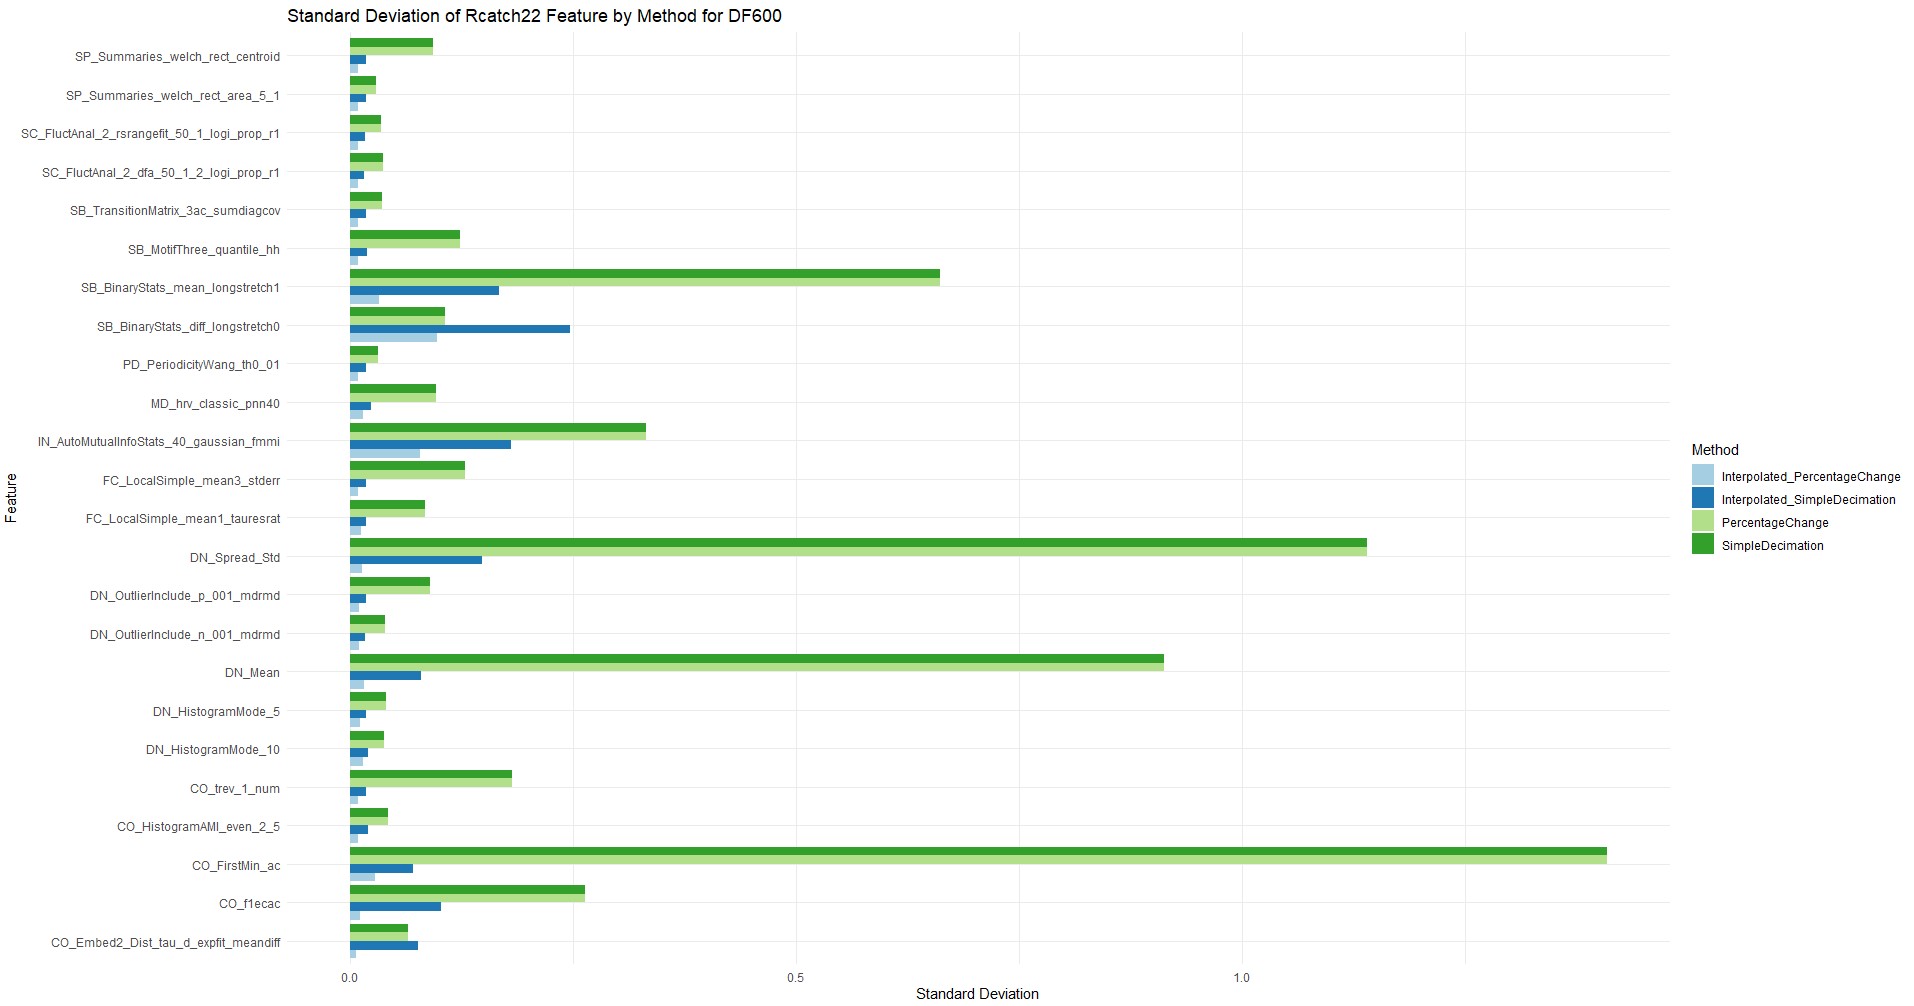 Standard Deviation of Rcatch22 Feature by Method for DF600
SP_Summaries_welch_rect_centroid
SP_Summaries_welch_rect_area_5_1
SC_FluctAnal_2_rsrangefit_50_1_logi_prop_r1
SC_FluctAnal_2_dfa_50_1_2_logi_prop_r1
SB_TransitionMatrix_3ac_sumdiagcov
SB_MotifThree_quantile_hh
SB_BinaryStats_mean_longstretch1
SB_BinaryStats_diff_longstretch0
PD_PeriodicityWang_th0_01
MD_hrv_classic_pnn40
IN_AutoMutualInfoStats_40_gaussian_fmmi
FC_LocalSimple_mean3_stderr
FC_LocalSimple_mean1_tauresrat
DN_Spread_Std
DN_OutlierInclude_p_001_mdrmd
DN_OutlierInclude_n_001_mdrmd
DN_Mean
DN_HistogramMode_5
DN_HistogramMode_10
CO_trev_1_num
CO_HistogramAMI_even_2_5
CO_FirstMin_ac
CO_f1ecac
CO_Embed2_Dist_tau_d_expfit_meandiff
Feature
0.0
0.5
1.0
Standard Deviation
Method
Interpolated_PercentageChange
Interpolated_SimpleDecimation
PercentageChange
SimpleDecimation